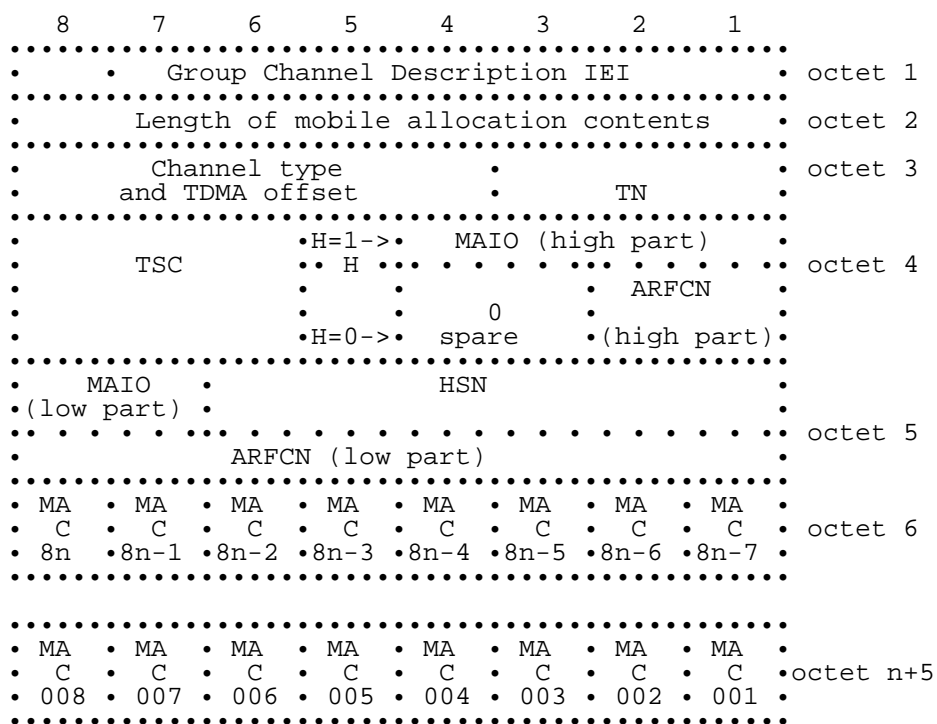 8 7 6 5 4 3 2 1
Group Channel Description IEI octet 1
Length of mobile allocation contents octet 2
Channel type octet 3
and TDMA offset TN
H=1-> MAIO (high part)
TSC H octet 4
ARFCN
0
H=0-> spare (high part)
MAIO HSN
(low part)
octet 5
ARFCN (low part)
MA MA MA MA MA MA MA MA
C C C C C C C C octet 6
8n 8n-1 8n-2 8n-3 8n-4 8n-5 8n-6 8n-7
MA MA MA MA MA MA MA MA
C C C C C C C C octet n+5
008 007 006 005 004 003 002 001